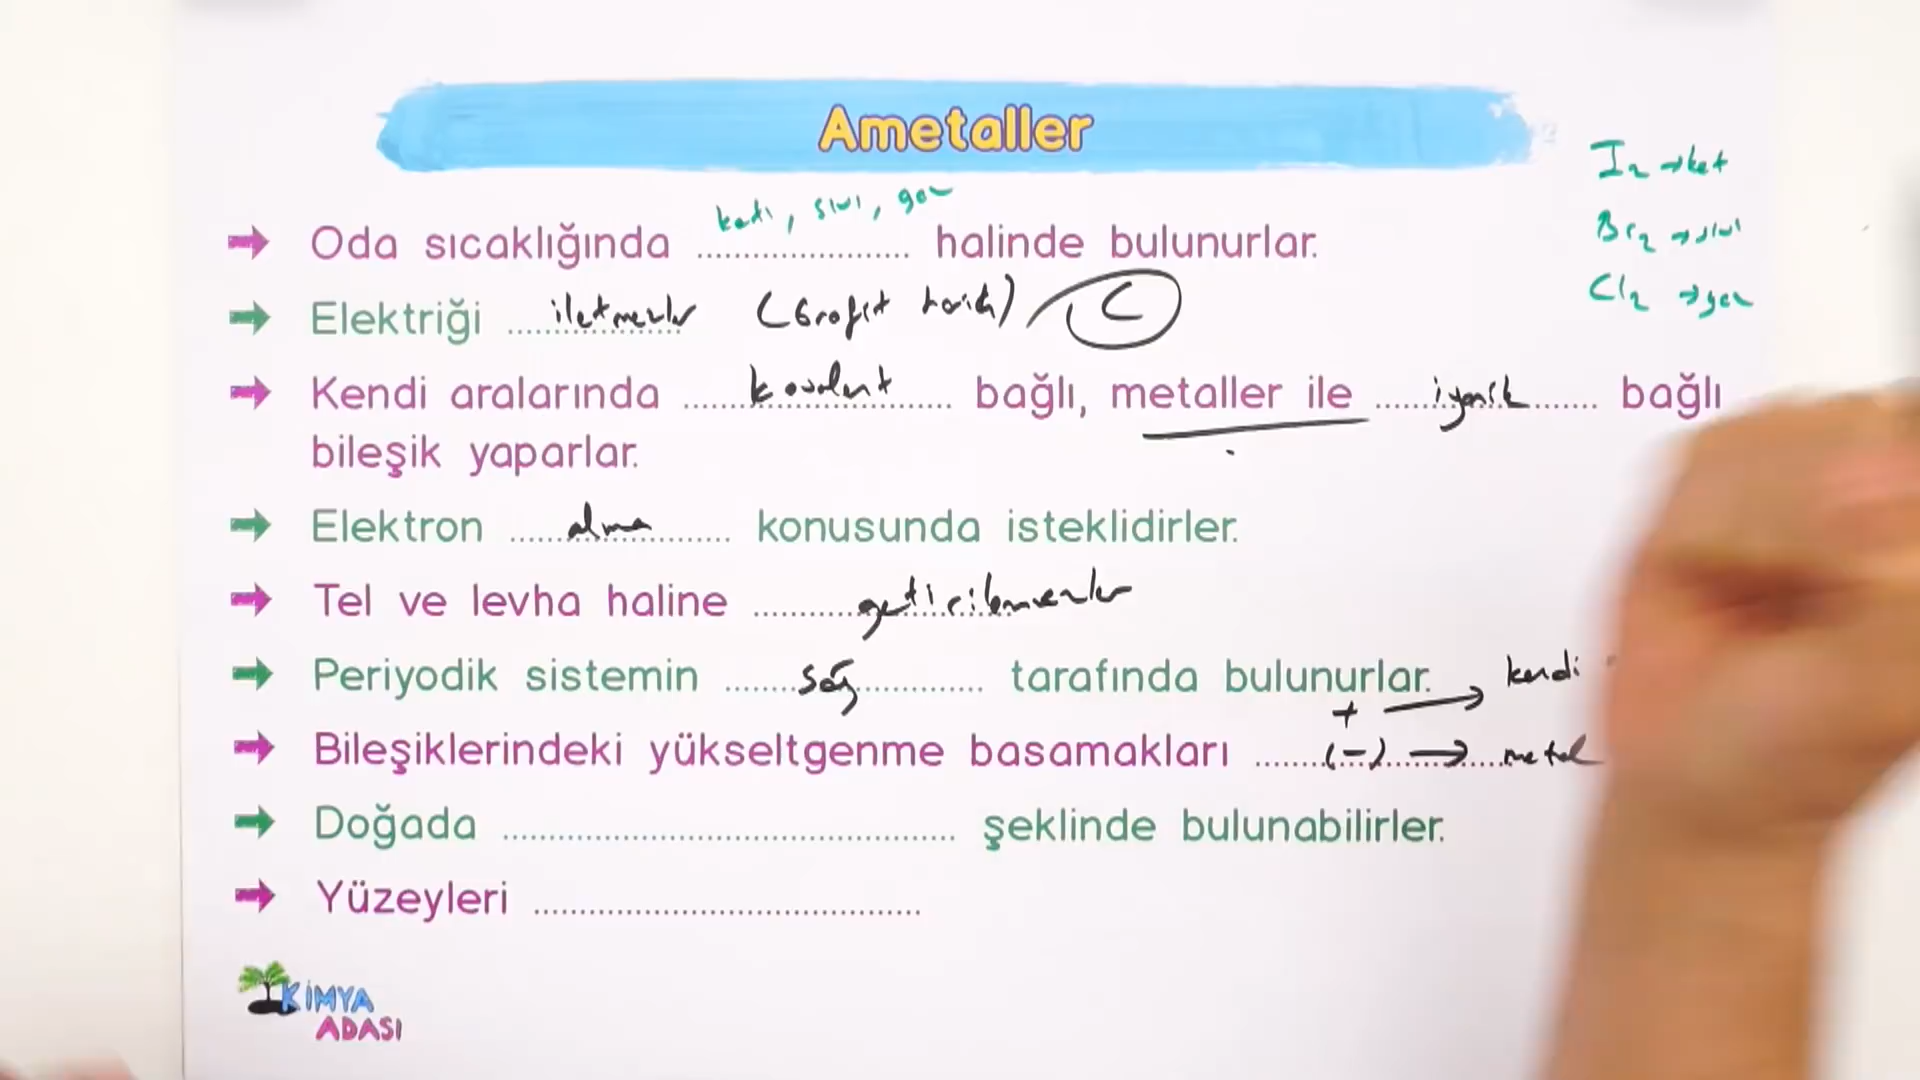 Ametaller
I₂ → kat
katı, sıvı, gaz
Br₂ → sıvı
Oda sıcaklığında ........ halinde bulunurlar.
Cl₂ → gaz
Elektriği iletmezler (Grafit hariç) C
Kendi aralarında kovalent bağlı, metaller ile iyonik bağlı
bileşik yaparlar.
Elektron alma konusunda isteklidirler.
Tel ve levha haline getirilemezler
Periyodik sistemin sağ tarafında bulunurlar.
+ → kendi
Bileşiklerindeki yükseltgenme basamakları (-) → metal
Doğada ........ şeklinde bulunabilirler.
Yüzeyleri ........
KİMYA
ADASI